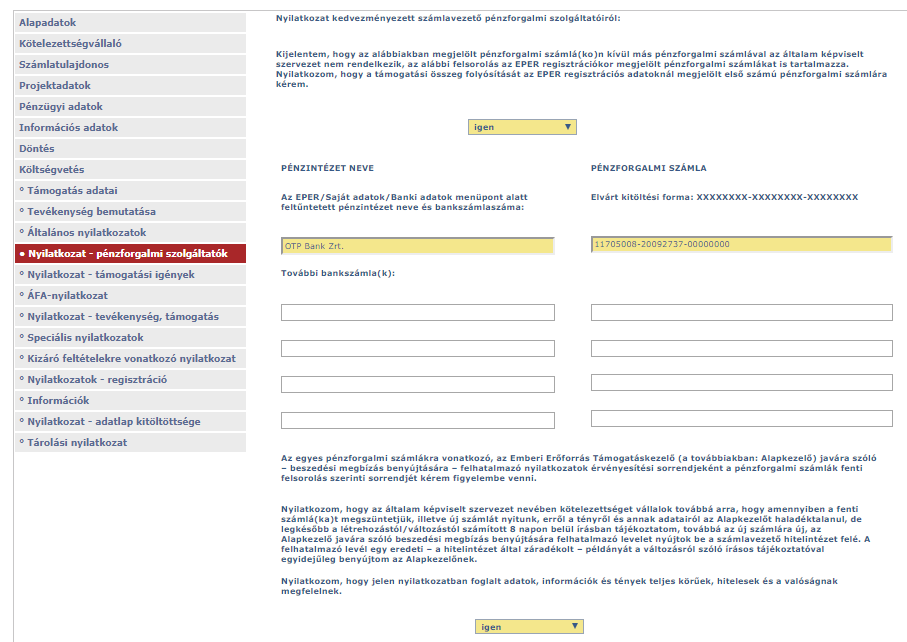 Alapadatok
Kötelezettségvállaló
Számlatulajdonos
Projektadatok
Pénzügyi adatok
Információs adatok
Döntés
Költségvetés
° Támogatás adatai
° Tevékenység bemutatása
° Általános nyilatkozatok
• Nyilatkozat - pénzforgalmi szolgáltatók
° Nyilatkozat - támogatási igények
° ÁFA-nyilatkozat
° Nyilatkozat - tevékenység, támogatás
° Speciális nyilatkozatok
° Kizáró feltételekre vonatkozó nyilatkozat
° Nyilatkozatok - regisztráció
° Információk
° Nyilatkozat - adatlap kitöltöttsége
° Tárolási nyilatkozat
Nyilatkozat kedvezményezett számlavezető pénzforgalmi szolgáltatóiról:
Kijelentem, hogy az alábbiakban megjelölt pénzforgalmi számlá(ko)n kívül más pénzforgalmi számlával az általam képviselt
szervezet nem rendelkezik, az alábbi felsorolás az EPER regisztrációkor megjelölt pénzforgalmi számlákat is tartalmazza.
Nyilatkozom, hogy a támogatási összeg folyósítását az EPER regisztrációs adatoknál megjelölt első számú pénzforgalmi számlára
kérem.
igen
PÉNZINTÉZET NEVE
PÉNZFORGALMI SZÁMLA
Az EPER/Saját adatok/Banki adatok menüpont alatt
feltűntetett pénzintézet neve és bankszámlaszáma:
Elvárt kitöltési forma: XXXXXXXX-XXXXXXXX-XXXXXXXX
OTP Bank Zrt.
11705008-20092737-00000000
További bankszámla(k):
Az egyes pénzforgalmi számlákra vonatkozó, az Emberi Erőforrás Támogatáskezelő (a továbbiakban: Alapkezelő) javára szóló
– beszedési megbízás benyújtására – felhatalmazó nyilatkozatok érvényesítési sorrendjeként a pénzforgalmi számlák fenti
felsorolás szerinti sorrendjét kérem figyelembe venni.
Nyilatkozom, hogy az általam képviselt szervezet nevében kötelezettséget vállalok továbbá arra, hogy amennyiben a fenti
számlá(ka)t megszüntetjük, illetve új számlát nyitunk, erről a tényről és annak adatairól az Alapkezelőt haladéktalanul, de
legkésőbb a létrehozástól/változástól számított 8 napon belül írásban tájékoztatom, továbbá az új számlára új, az
Alapkezelő javára szóló beszedési megbízás benyújtására felhatalmazó levelet nyújtok be a számlavezető hitelintézet felé. A
felhatalmazó levél egy eredeti – a hitelintézet által záradékolt – példányát a változásról szóló írásos tájékoztatóval
egyidejűleg benyújtom az Alapkezelőnek.
Nyilatkozom, hogy jelen nyilatkozatban foglalt adatok, információk és tények teljes körűek, hitelesek és a valóságnak
megfelelnek.
igen